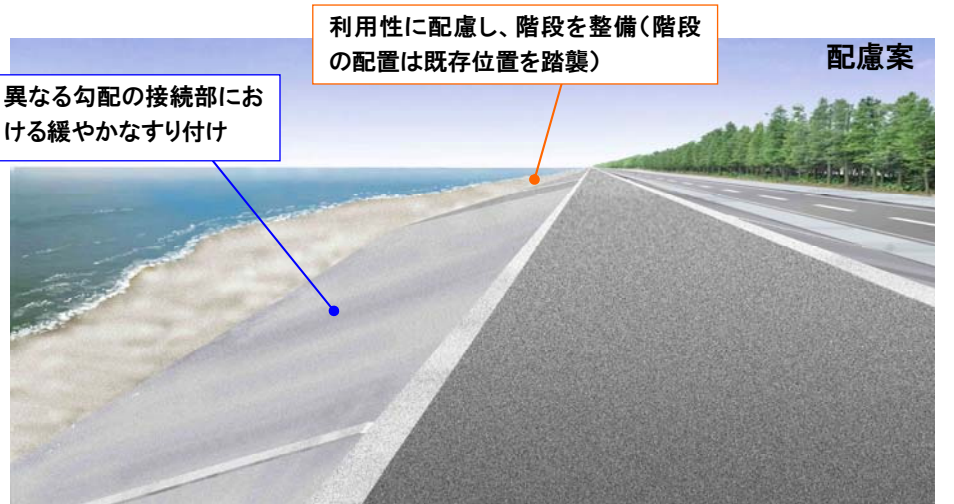 利用性に配慮し、階段を整備(階段
の配置は既存位置を踏襲)
配慮案
異なる勾配の接続部にお
ける緩やかなすり付け